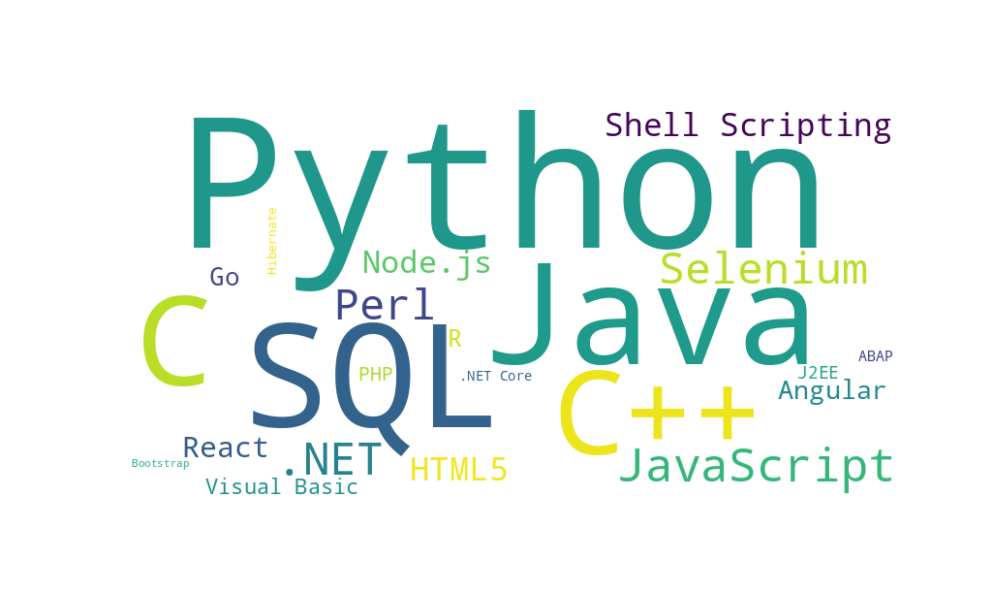 Python
Shell Scripting
Hibernate
Node.js
Selenium
Go
Perl
Java
C
SQL
R
ABAP
PHP
.NET Core
J2EE
C++
Angular
React
.NET
HTML5
JavaScript
Bootstrap
Visual Basic